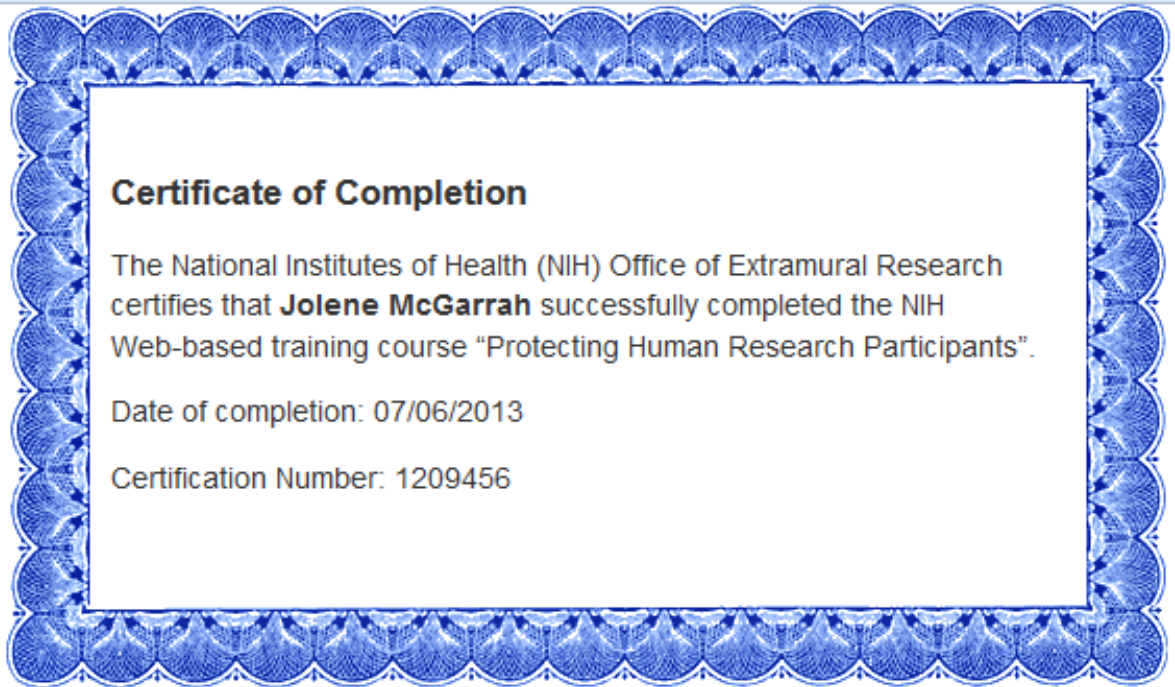 Certificate of Completion
The National Institutes of Health (NIH) Office of Extramural Research
certifies that Jolene McGarrah successfully completed the NIH
Web-based training course “Protecting Human Research Participants”.
Date of completion: 07/06/2013
Certification Number: 1209456